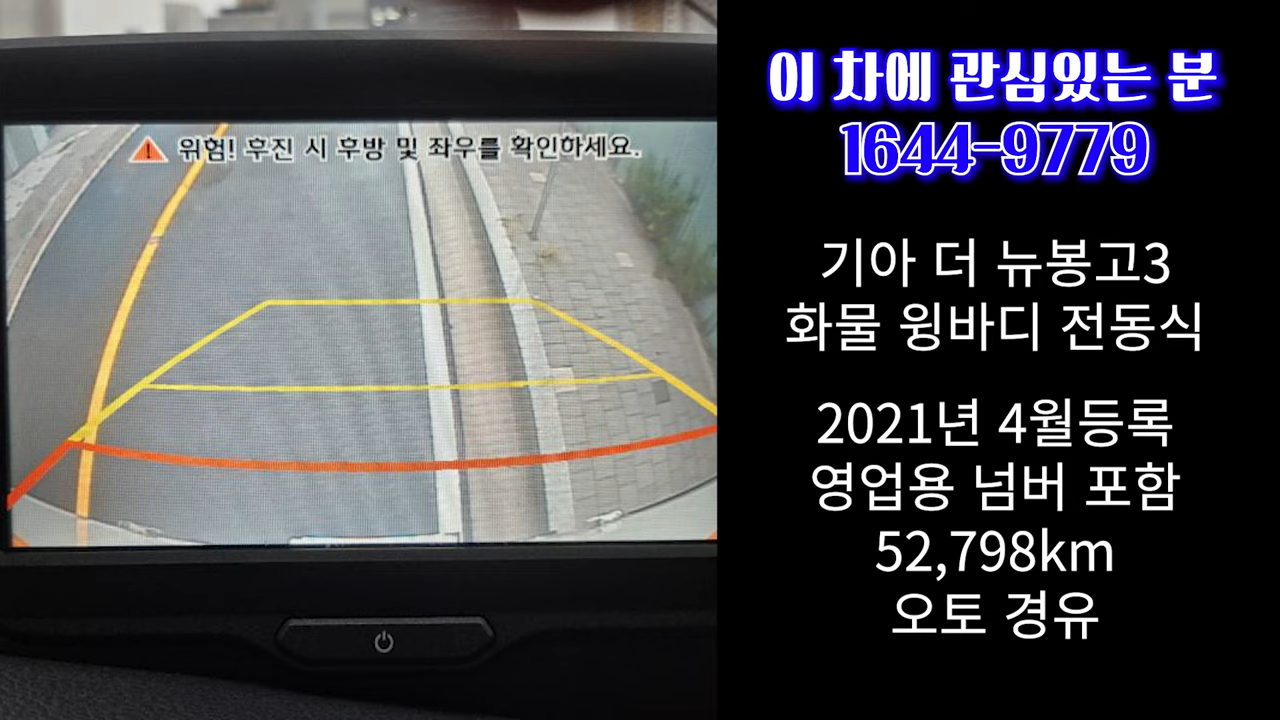 위험! 후진 시 후방 및 좌우를 확인하세요.
이 차에 관심있는 분
1644-9779
기아 더 뉴봉고3
화물 윙바디 전동식
2021년 4월등록
영업용 넘버 포함
52,798km
오토 경유